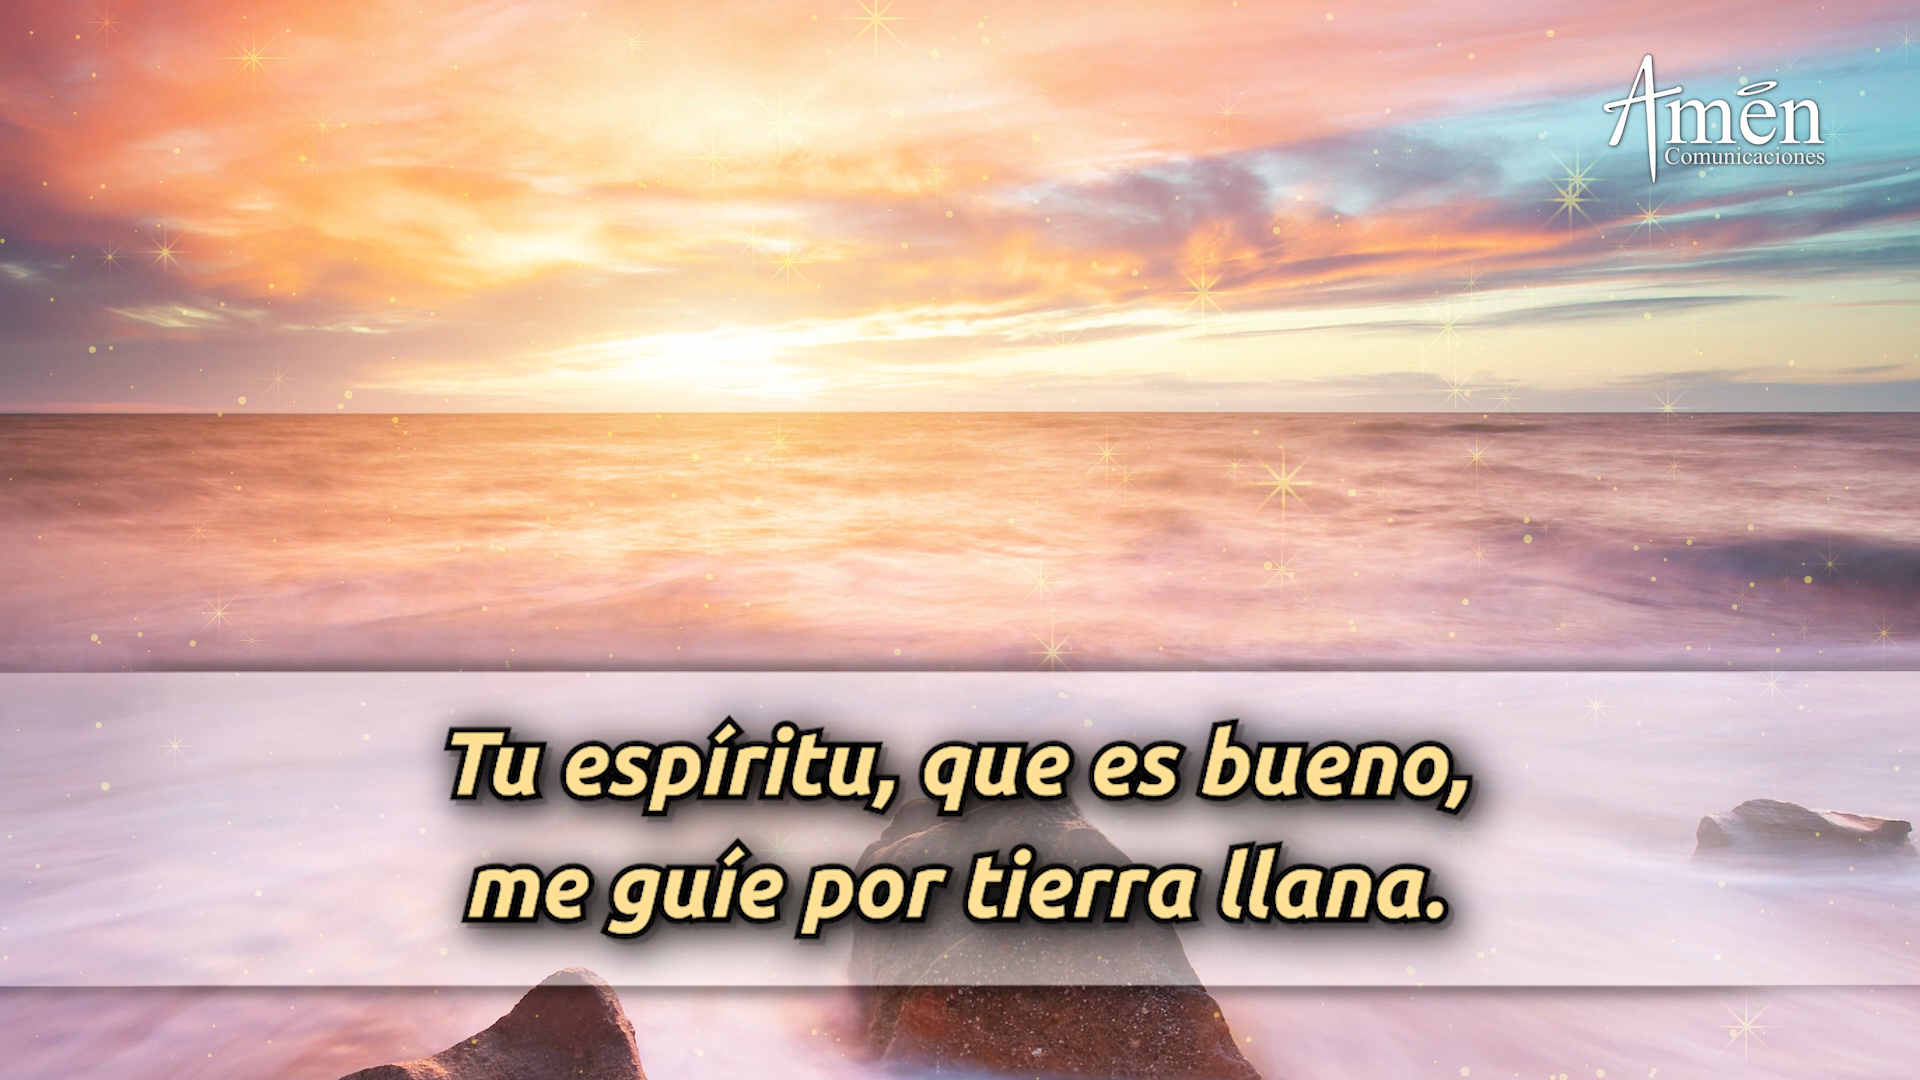 Amén
Comunicaciones
Tu espíritu, que es bueno,
me guíe por tierra llana.